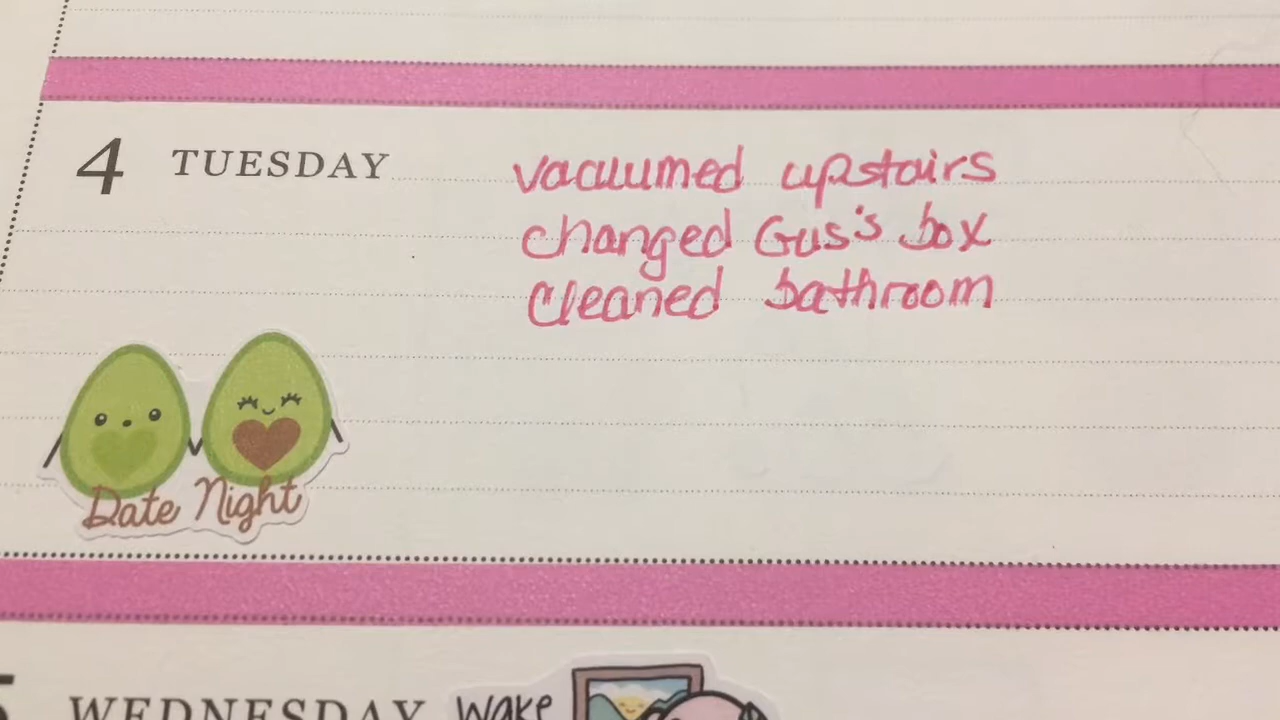 4 TUESDAY
vacuumed upstairs
changed Gus's box
cleaned bathroom
Date Night
WEDNESDAY
Wake